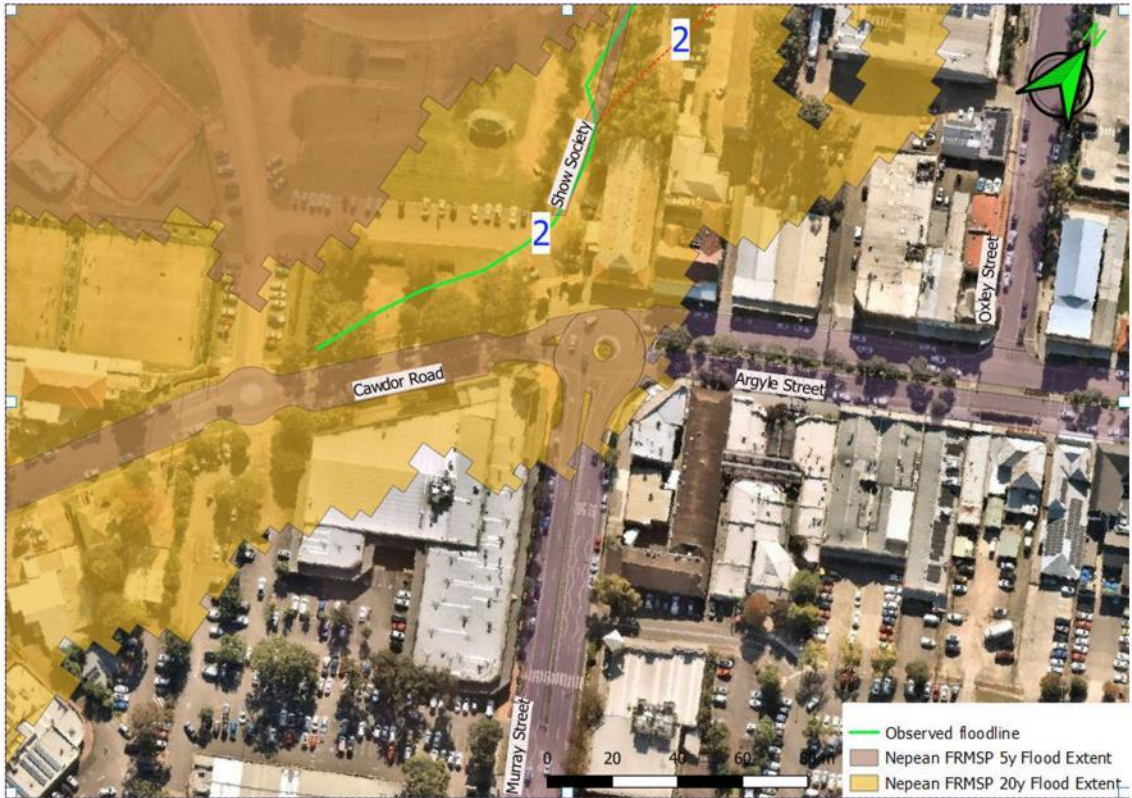 N
2
Show Society
2
Oxley Street
Cawdor Road
Argyle Street
Murray Street
0 20 40 60 80 m
Observed floodline
Nepean FRMSP 5y Flood Extent
Nepean FRMSP 20y Flood Extent